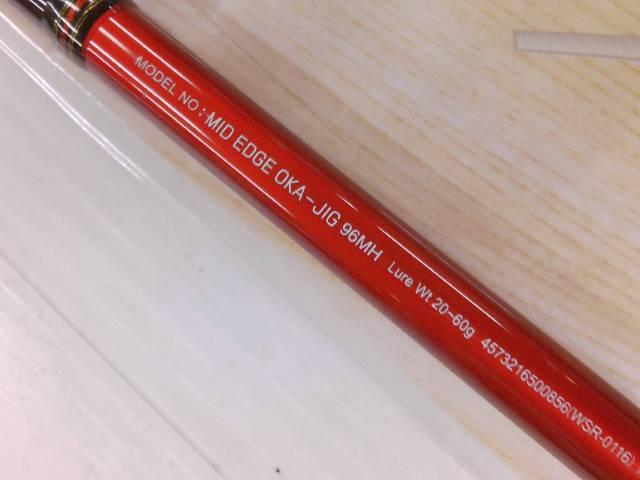 MODEL NO : MID EDGE OKA-JIG 96MH Lure Wt 20~60g 4573216500856(WSR-0116)